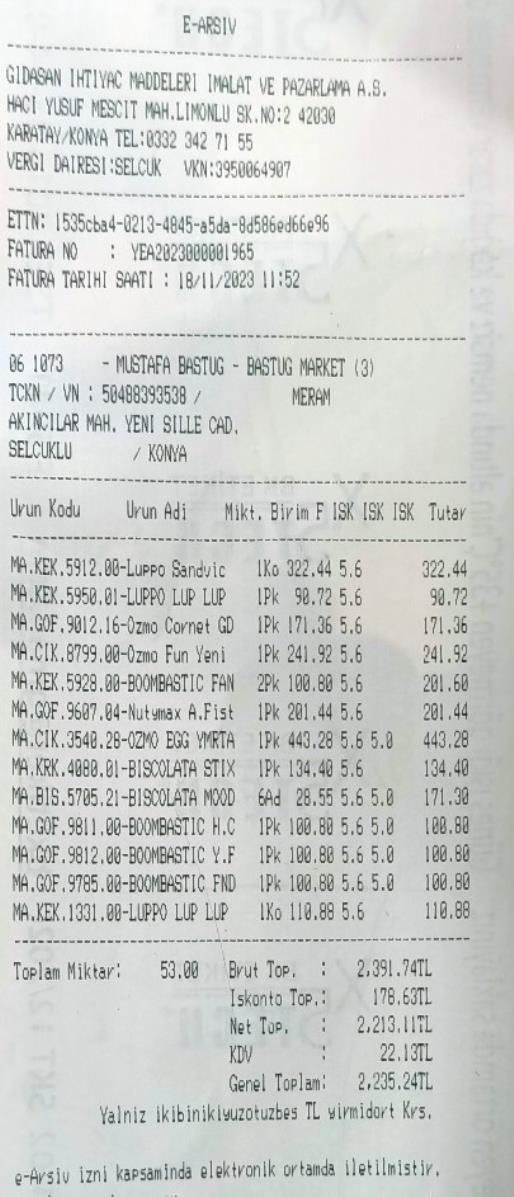 E-ARSIV
GIDASAN IHTIYAC MADDELERI IMALAT VE PAZARLAMA A.S.
HACI YUSUF MESCIT MAH.LIMONLU SK.NO:2 42030
KARATAY/KONYA TEL:0332 342 71 55
VERGI DAIRESI:SELCUK VKN:3950064907
ETTN: 1535cba4-0213-4845-a5da-8d586ed66e96
FATURA NO : YEA2023000001965
FATURA TARIHI SAATI : 18/11/2023 11:52
06 1073 - MUSTAFA BASTUG - BASTUG MARKET (3)
TCKN / VN : 50488393538 / MERAM
AKINCILAR MAH. YENI SILLE CAD.
SELCUKLU / KONYA
Urun Kodu Urun Adi Mikt. Birim F ISK ISK ISK Tutar
MA.KEK.5912.00-Luppo Sandvic 1Ko 322.44 5.6 322.44
MA.KEK.5950.01-LUPPO LUP LUP 1Pk 90.72 5.6 90.72
MA.GOF.9012.16-Ozmo Cornet GD 1Pk 171.36 5.6 171.36
MA.CIK.8799.00-Ozmo Fun Yeni 1Pk 241.92 5.6 241.92
MA.KEK.5928.00-BOOMBASTIC FAN 2Pk 100.80 5.6 201.60
MA.GOF.9607.04-Nutymax A.Fist 1Pk 201.44 5.6 201.44
MA.CIK.3540.28-OZMO EGG YMRTA 1Pk 443.28 5.6 5.0 443.28
MA.KRK.4080.01-BISCOLATA STIX 1Pk 134.40 5.6 134.40
MA.BIS.5705.21-BISCOLATA MOOD 6Ad 28.55 5.6 5.0 171.30
MA.GOF.9811.00-BOOMBASTIC H.C 1Pk 100.80 5.6 5.0 100.80
MA.GOF.9812.00-BOOMBASTIC Y.F 1Pk 100.80 5.6 5.0 100.80
MA.GOF.9785.00-BOOMBASTIC FND 1Pk 100.80 5.6 5.0 100.80
MA.KEK.1331.00-LUPPO LUP LUP 1Ko 110.88 5.6 110.88
Toplam Miktar: 53.00 Brut Top. : 2,391.74TL
Iskonto Top.: 178.63TL
Net Top. : 2,213.11TL
KDV : 22.13TL
Genel Toplam: 2,235.24TL
Yalniz ikibinikiyuzotuzbes TL yirmidort Krs.
e-Arsiv izni kapsaminda elektronik ortamda iletilmistir.